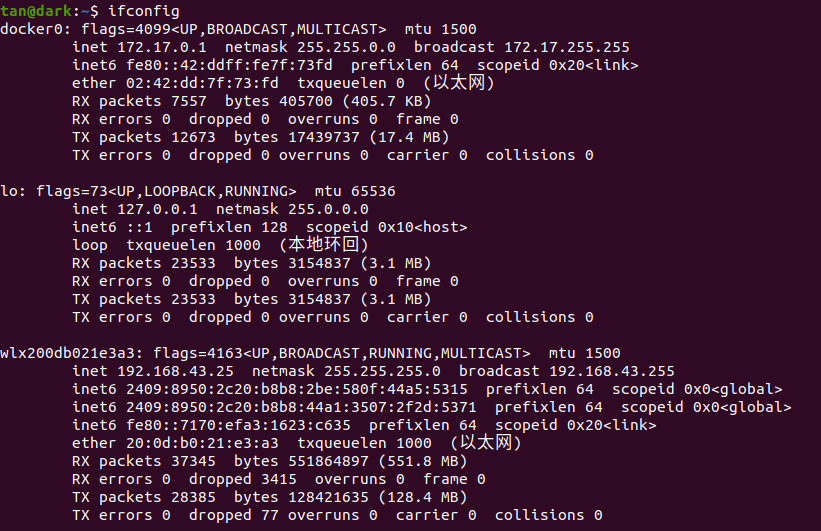 tan@dark:~$ ifconfig
docker0: flags=4099<UP,BROADCAST,MULTICAST>  mtu 1500
        inet 172.17.0.1  netmask 255.255.0.0  broadcast 172.17.255.255
        inet6 fe80::42:ddff:fe7f:73fd  prefixlen 64  scopeid 0x20<link>
        ether 02:42:dd:7f:73:fd  txqueuelen 0  (以太网)
        RX packets 7557  bytes 405700 (405.7 KB)
        RX errors 0  dropped 0  overruns 0  frame 0
        TX packets 12673  bytes 17439737 (17.4 MB)
        TX errors 0  dropped 0 overruns 0  carrier 0  collisions 0

lo: flags=73<UP,LOOPBACK,RUNNING>  mtu 65536
        inet 127.0.0.1  netmask 255.0.0.0
        inet6 ::1  prefixlen 128  scopeid 0x10<host>
        loop  txqueuelen 1000  (本地环回)
        RX packets 23533  bytes 3154837 (3.1 MB)
        RX errors 0  dropped 0  overruns 0  frame 0
        TX packets 23533  bytes 3154837 (3.1 MB)
        TX errors 0  dropped 0 overruns 0  carrier 0  collisions 0

wlx200db021e3a3: flags=4163<UP,BROADCAST,RUNNING,MULTICAST>  mtu 1500
        inet 192.168.43.25  netmask 255.255.255.0  broadcast 192.168.43.255
        inet6 2409:8950:2c20:b8b8:2be:580f:44a5:5315  prefixlen 64  scopeid 0x0<global>
        inet6 2409:8950:2c20:b8b8:44a1:3507:2f2d:5371  prefixlen 64  scopeid 0x0<global>
        inet6 fe80::7170:efa3:1623:c635  prefixlen 64  scopeid 0x20<link>
        ether 20:0d:b0:21:e3:a3  txqueuelen 1000  (以太网)
        RX packets 37345  bytes 551864897 (551.8 MB)
        RX errors 0  dropped 3415  overruns 0  frame 0
        TX packets 28385  bytes 128421635 (128.4 MB)
        TX errors 0  dropped 77 overruns 0  carrier 0  collisions 0